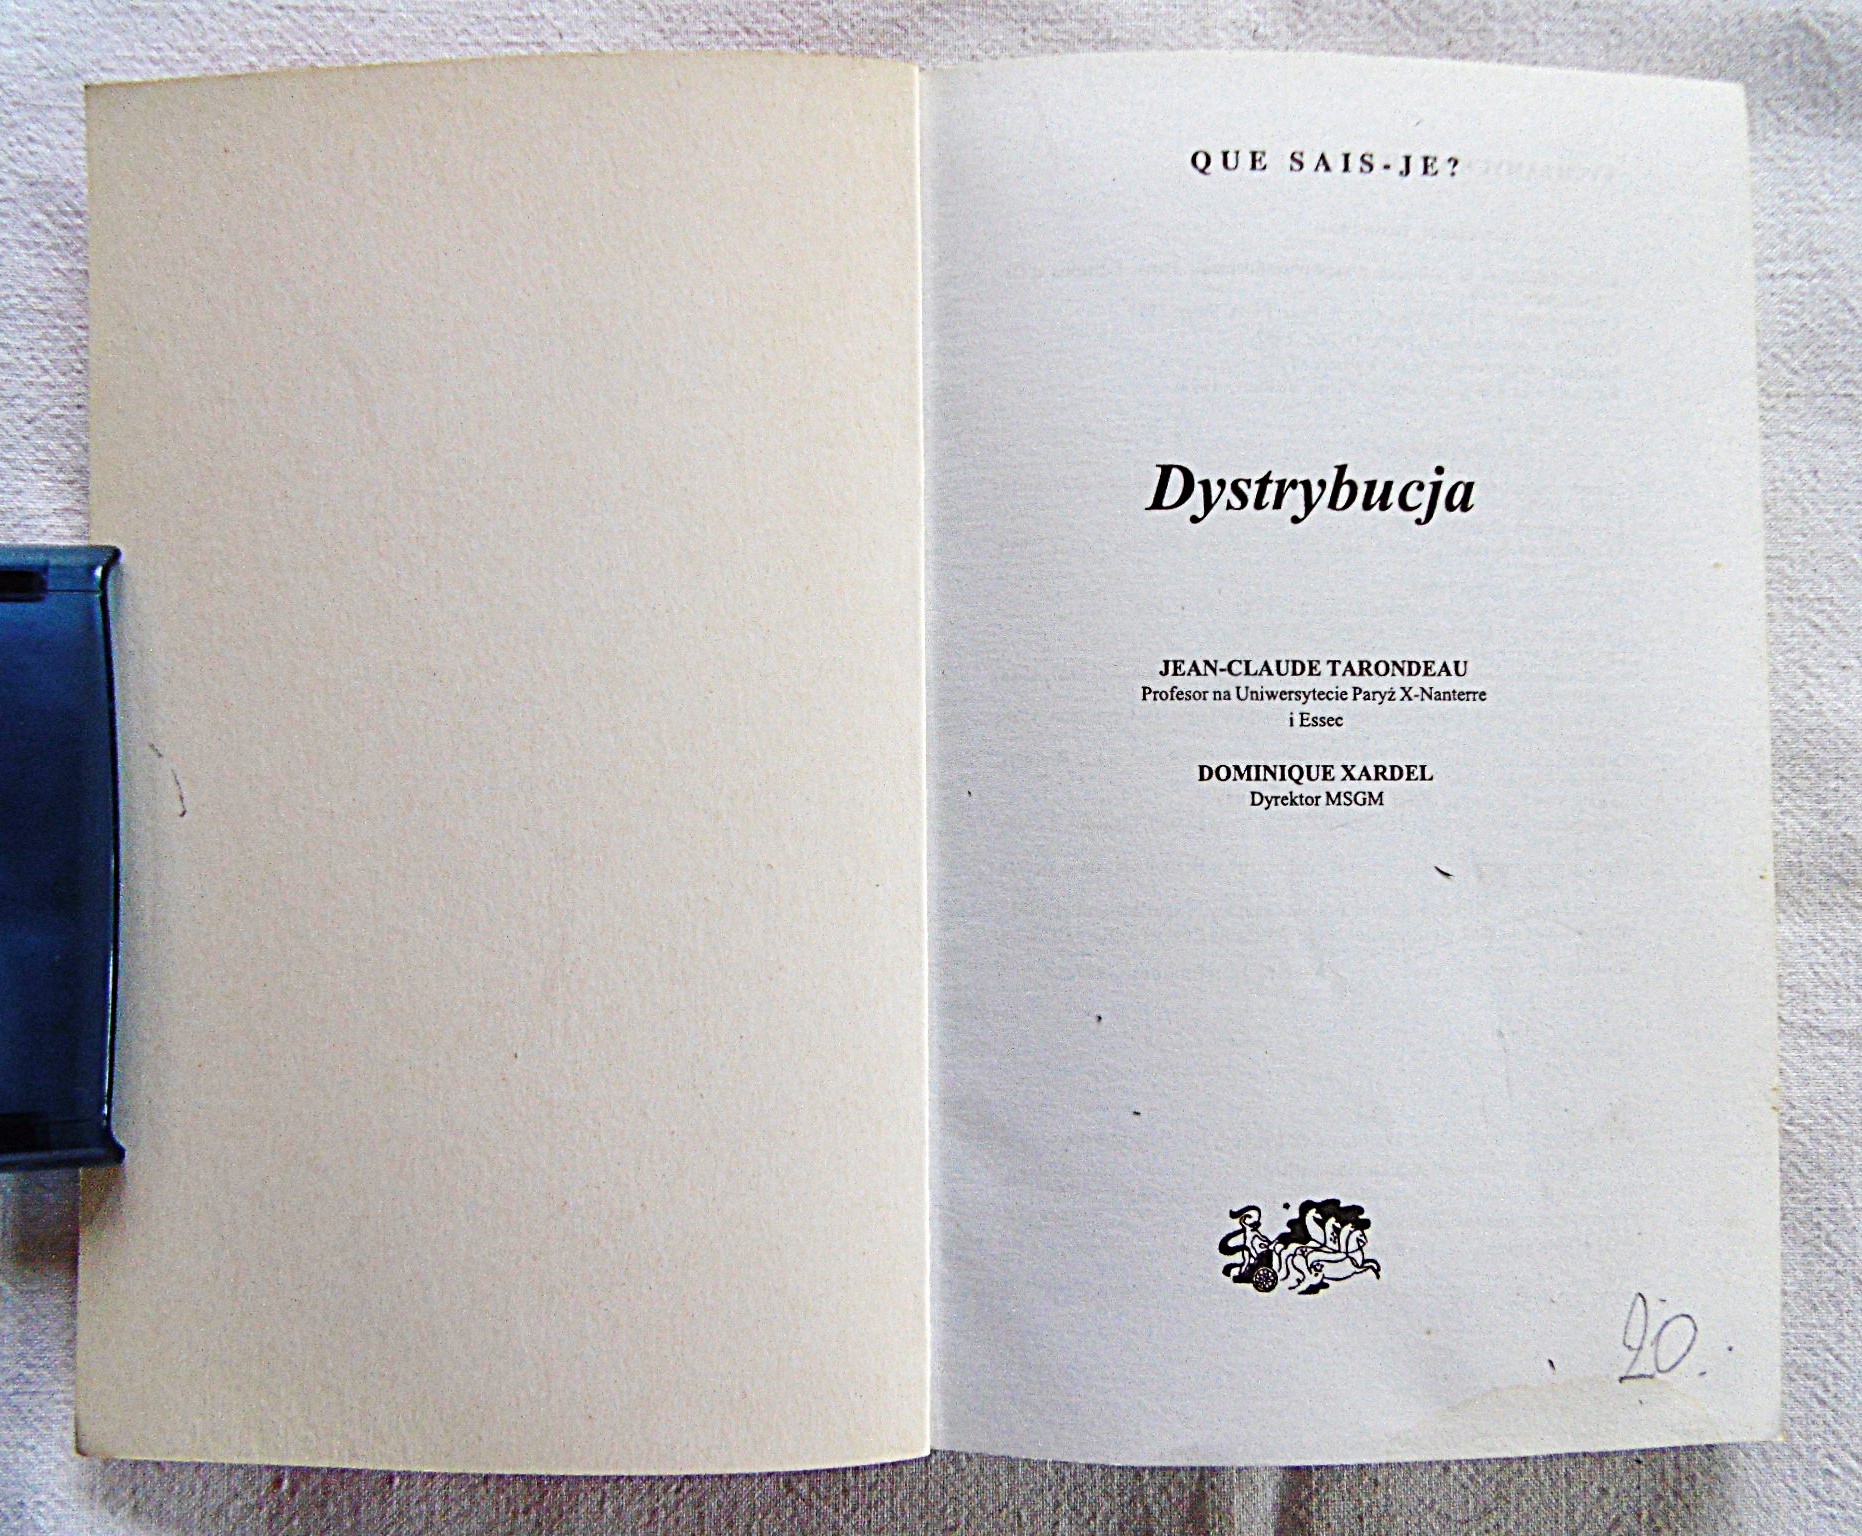 QUE SAIS-JE?
Dystrybucja
JEAN-CLAUDE TARONDEAU
Profesor na Uniwersytecie Paryż X-Nanterre
i Essec
DOMINIQUE XARDEL
Dyrektor MSGM
20.